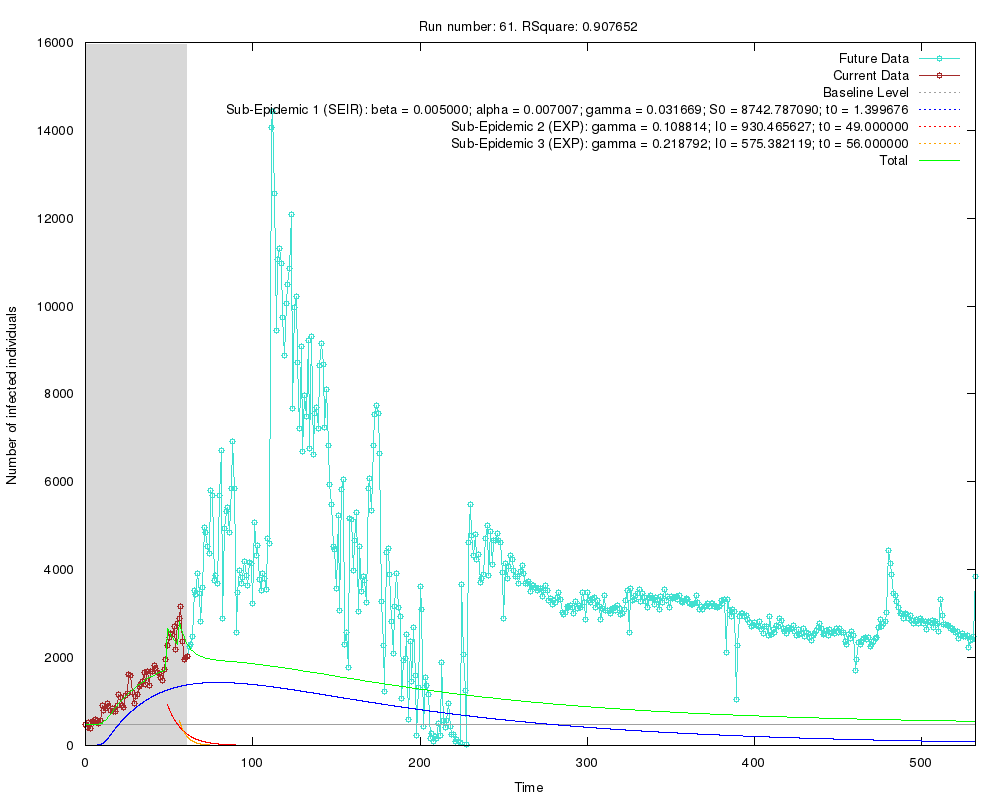 Run number: 61. RSquare: 0.907652
16000
14000
12000
10000
8000
6000
4000
2000
0
Number of infected individuals
Future Data
Current Data
Baseline Level
Sub-Epidemic 1 (SEIR): beta = 0.005000; alpha = 0.007007; gamma = 0.031669; S0 = 8742.787090; t0 = 1.399676
Sub-Epidemic 2 (EXP): gamma = 0.108814; I0 = 930.465627; t0 = 49.000000
Sub-Epidemic 3 (EXP): gamma = 0.218792; I0 = 575.382119; t0 = 56.000000
Total
0 100 200 300 400 500
Time